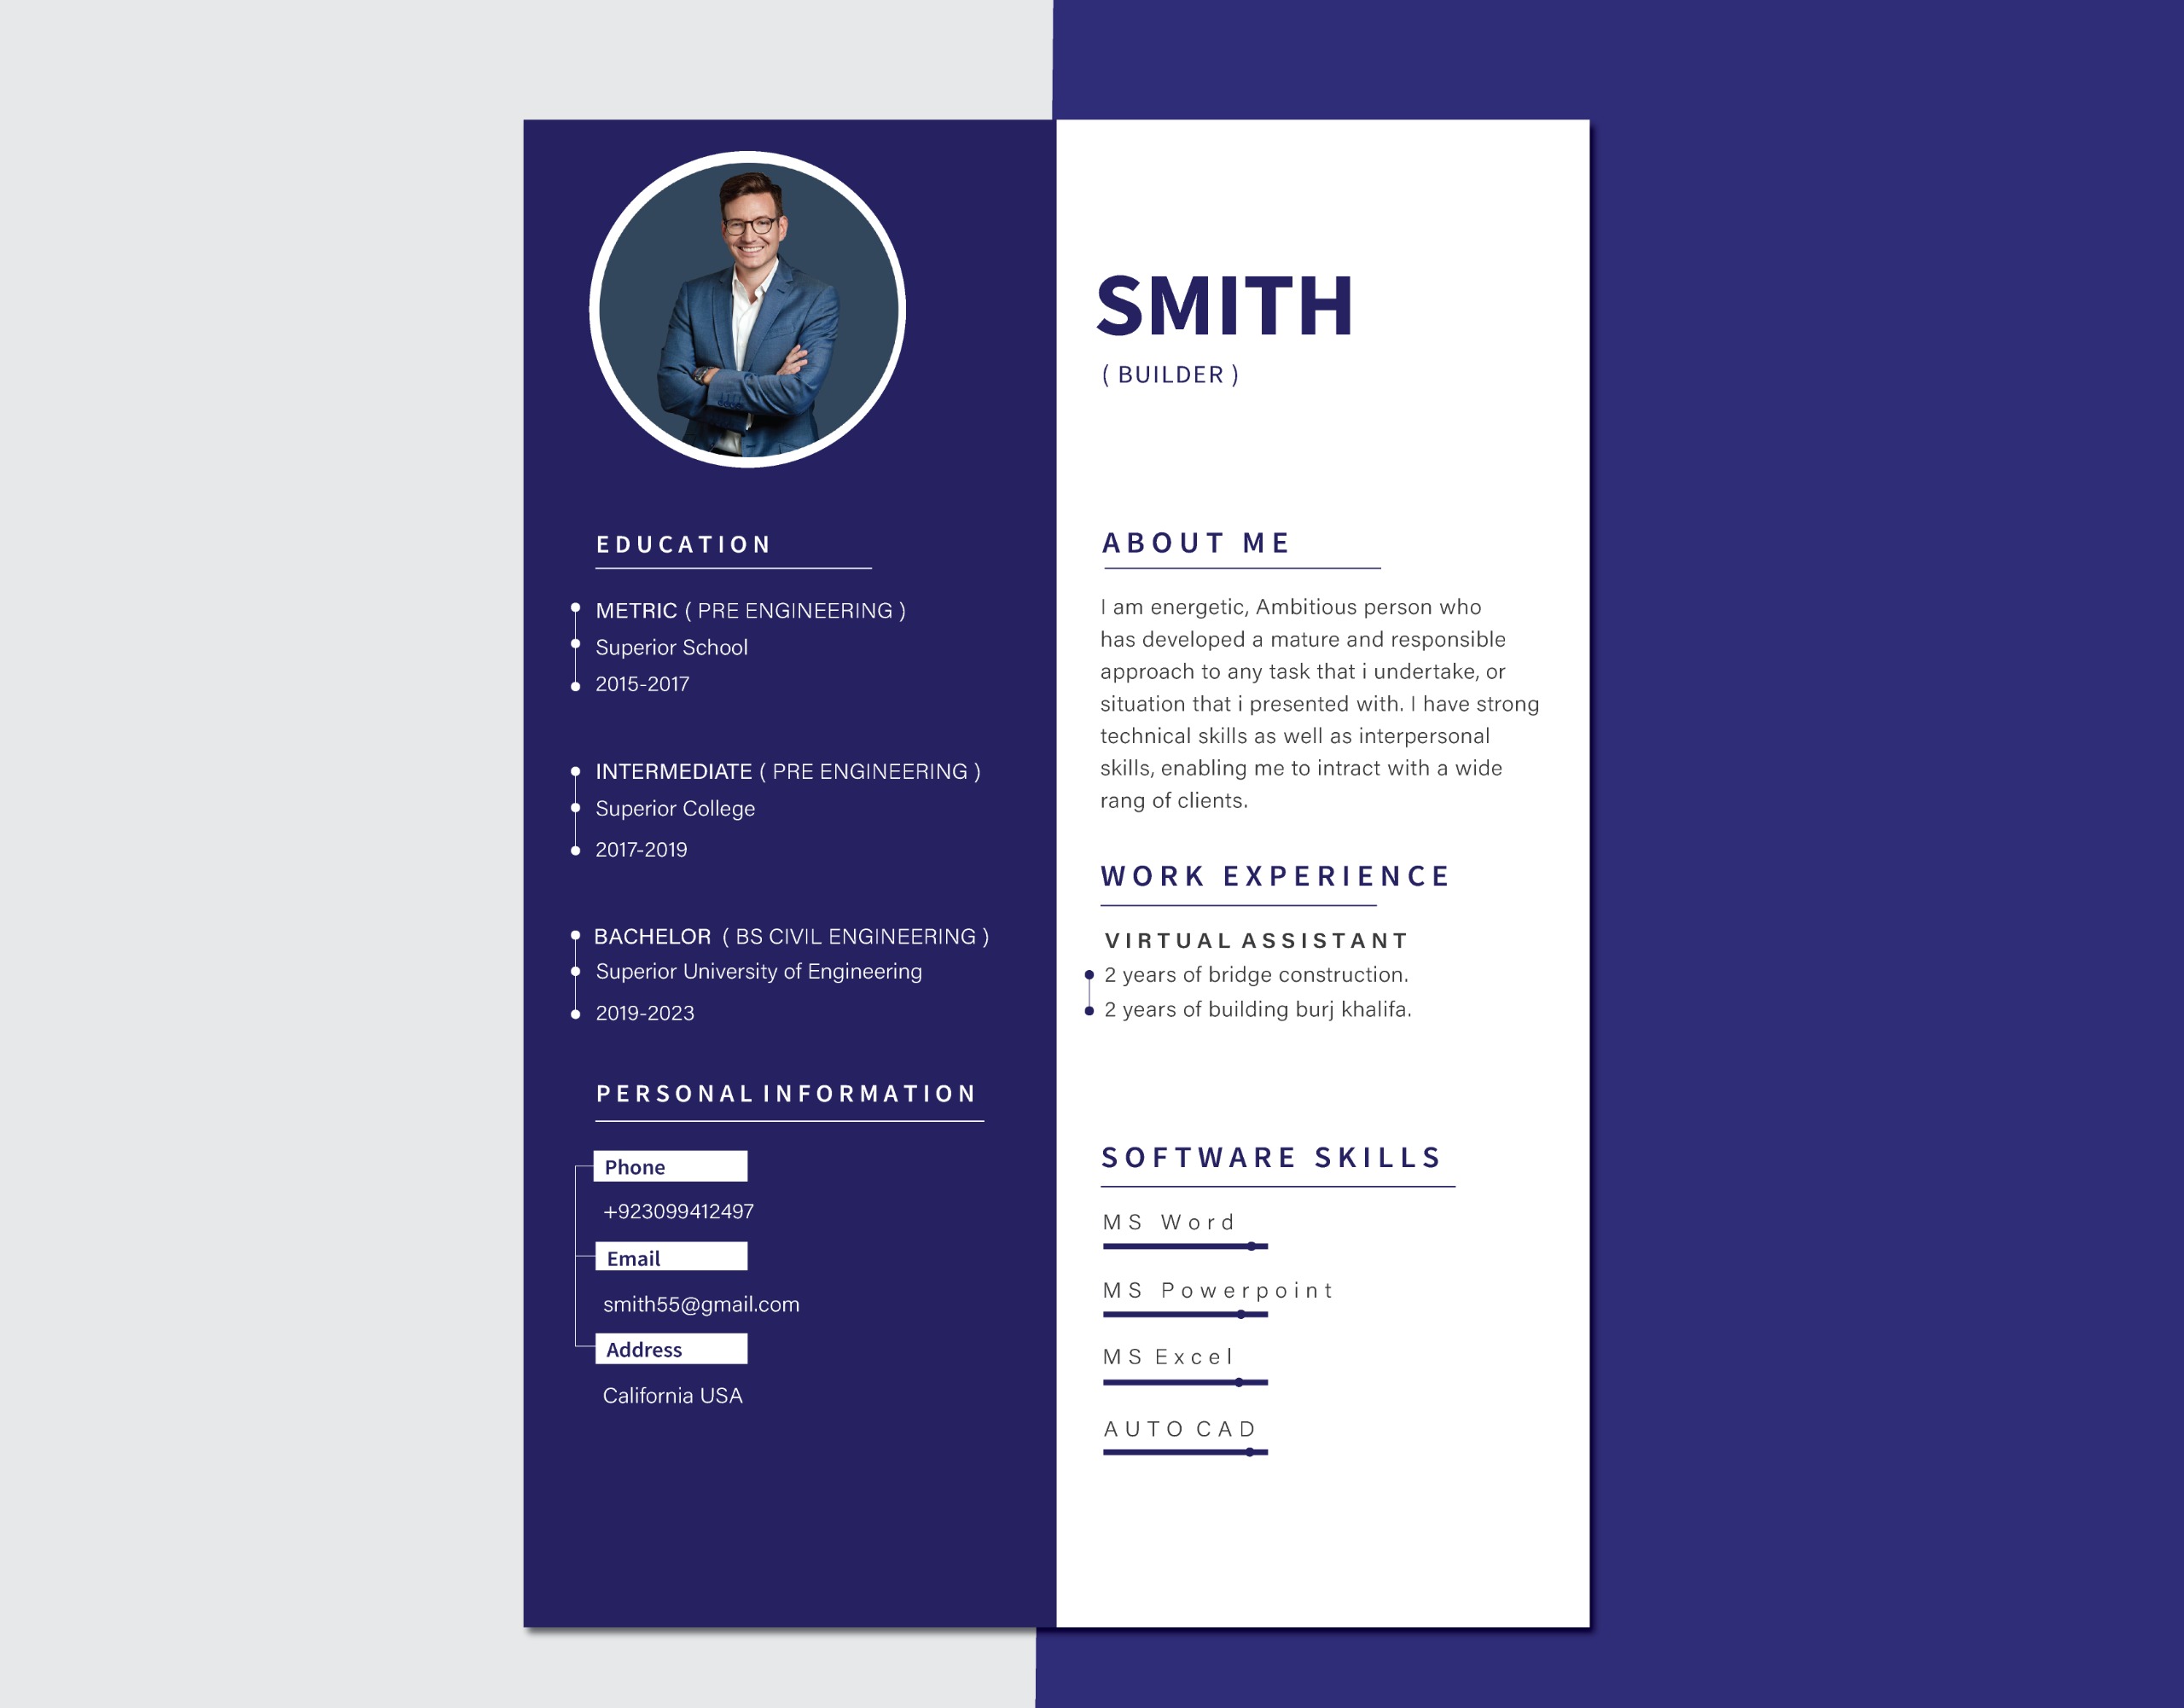 SMITH
( BUILDER )
EDUCATION
METRIC ( PRE ENGINEERING )
Superior School
2015-2017
INTERMEDIATE ( PRE ENGINEERING )
Superior College
2017-2019
BACHELOR ( BS CIVIL ENGINEERING )
Superior University of Engineering
2019-2023
PERSONAL INFORMATION
Phone
+923099412497
Email
smith55@gmail.com
Address
California USA
ABOUT ME
I am energetic, Ambitious person who
has developed a mature and responsible
approach to any task that i undertake, or
situation that i presented with. I have strong
technical skills as well as interpersonal
skills, enabling me to intract with a wide
rang of clients.
WORK EXPERIENCE
VIRTUAL ASSISTANT
2 years of bridge construction.
2 years of building burj khalifa.
SOFTWARE SKILLS
MS Word
MS Powerpoint
MS Excel
AUTO CAD